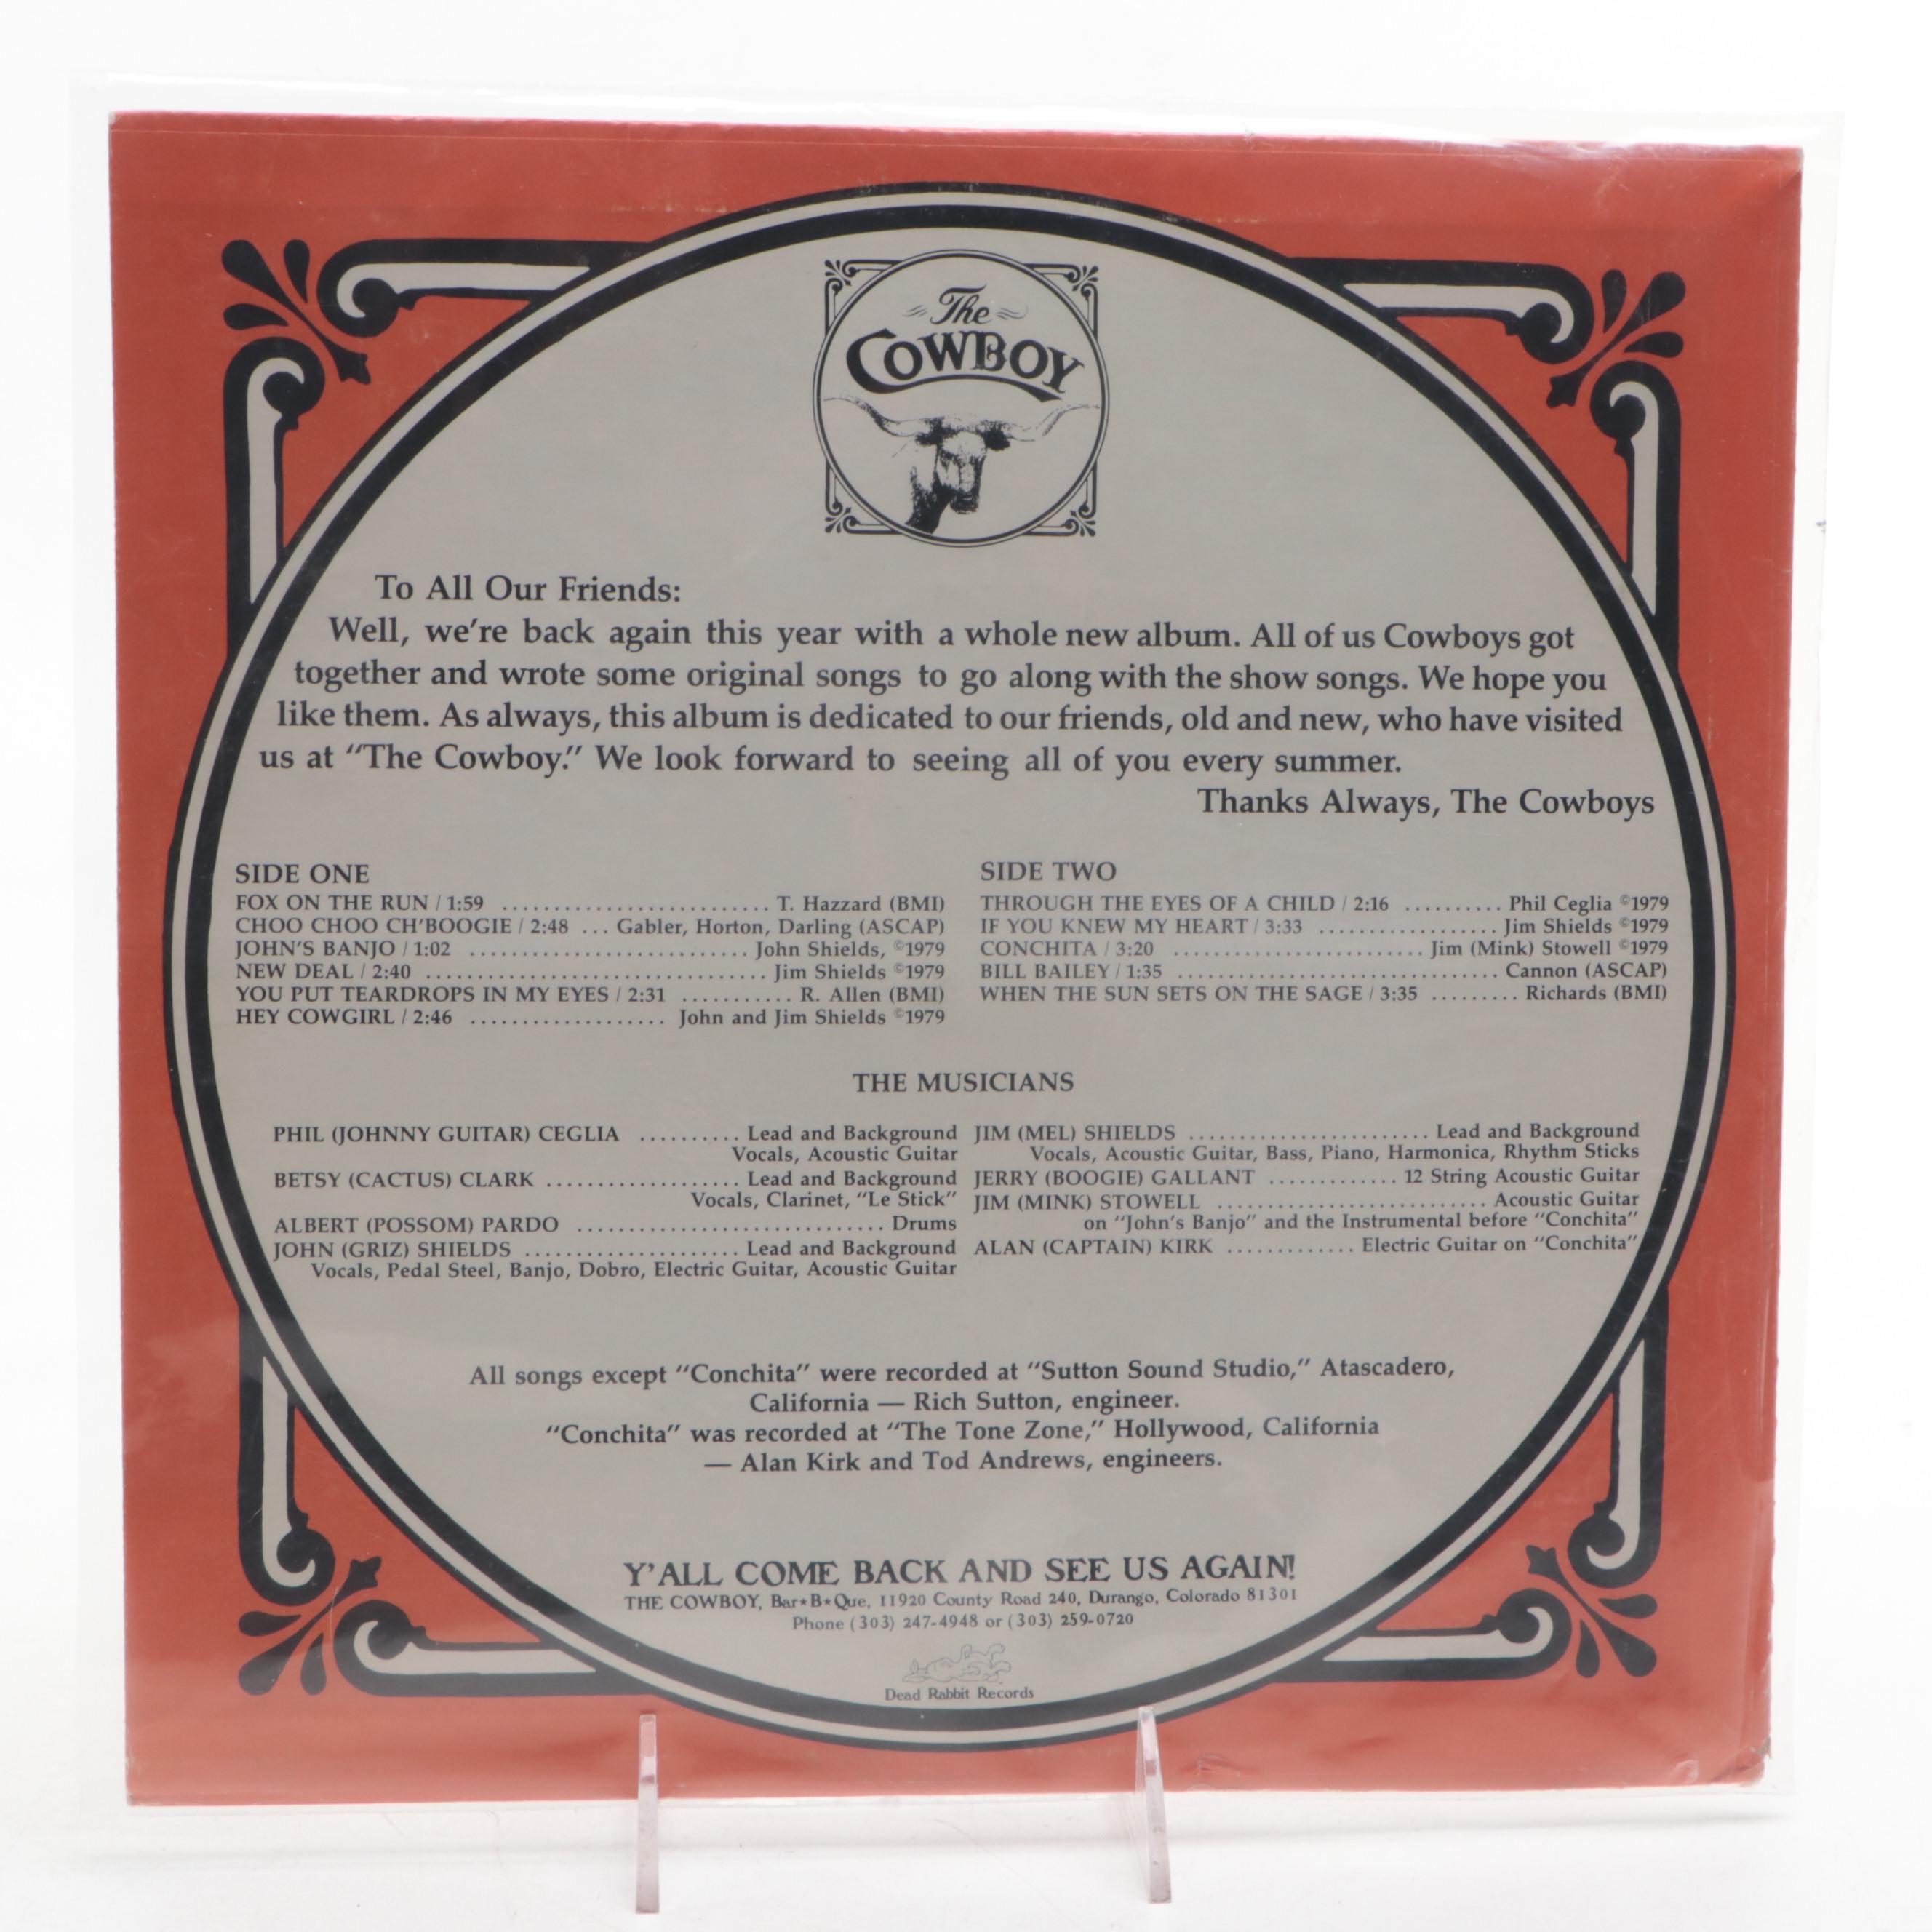 The
COWBOY
To All Our Friends:
Well, we're back again this year with a whole new album. All of us Cowboys got
together and wrote some original songs to go along with the show songs. We hope you
like them. As always, this album is dedicated to our friends, old and new, who have visited
us at "The Cowboy." We look forward to seeing all of you every summer.
Thanks Always, The Cowboys
SIDE ONE
FOX ON THE RUN / 1:59 .......................... T. Hazzard (BMI)
CHOO CHOO CH'BOOGIE / 2:48 ... Gabler, Horton, Darling (ASCAP)
JOHN'S BANJO / 1:02 ........................... John Shields, ©1979
NEW DEAL / 2:40 ................................. Jim Shields ©1979
YOU PUT TEARDROPS IN MY EYES / 2:31 ........... R. Allen (BMI)
HEY COWGIRL / 2:46 ................... John and Jim Shields ©1979
SIDE TWO
THROUGH THE EYES OF A CHILD / 2:16 .......... Phil Ceglia ©1979
IF YOU KNEW MY HEART / 3:33 ................. Jim Shields ©1979
CONCHITA / 3:20 ........................ Jim (Mink) Stowell ©1979
BILL BAILEY / 1:35 ............................... Cannon (ASCAP)
WHEN THE SUN SETS ON THE SAGE / 3:35 ......... Richards (BMI)
THE MUSICIANS
PHIL (JOHNNY GUITAR) CEGLIA .......... Lead and Background
Vocals, Acoustic Guitar
BETSY (CACTUS) CLARK ................... Lead and Background
Vocals, Clarinet, "Le Stick"
ALBERT (POSSOM) PARDO .............................. Drums
JOHN (GRIZ) SHIELDS ..................... Lead and Background
Vocals, Pedal Steel, Banjo, Dobro, Electric Guitar, Acoustic Guitar
JIM (MEL) SHIELDS ........................ Lead and Background
Vocals, Acoustic Guitar, Bass, Piano, Harmonica, Rhythm Sticks
JERRY (BOOGIE) GALLANT ............. 12 String Acoustic Guitar
JIM (MINK) STOWELL ........................... Acoustic Guitar
on "John's Banjo" and the Instrumental before "Conchita"
ALAN (CAPTAIN) KIRK ............. Electric Guitar on "Conchita"
All songs except "Conchita" were recorded at "Sutton Sound Studio," Atascadero,
California — Rich Sutton, engineer.
"Conchita" was recorded at "The Tone Zone," Hollywood, California
— Alan Kirk and Tod Andrews, engineers.
Y'ALL COME BACK AND SEE US AGAIN!
THE COWBOY, Bar★B★Que, 11920 County Road 240, Durango, Colorado 81301
Phone (303) 247-4948 or (303) 259-0720
Dead Rabbit Records